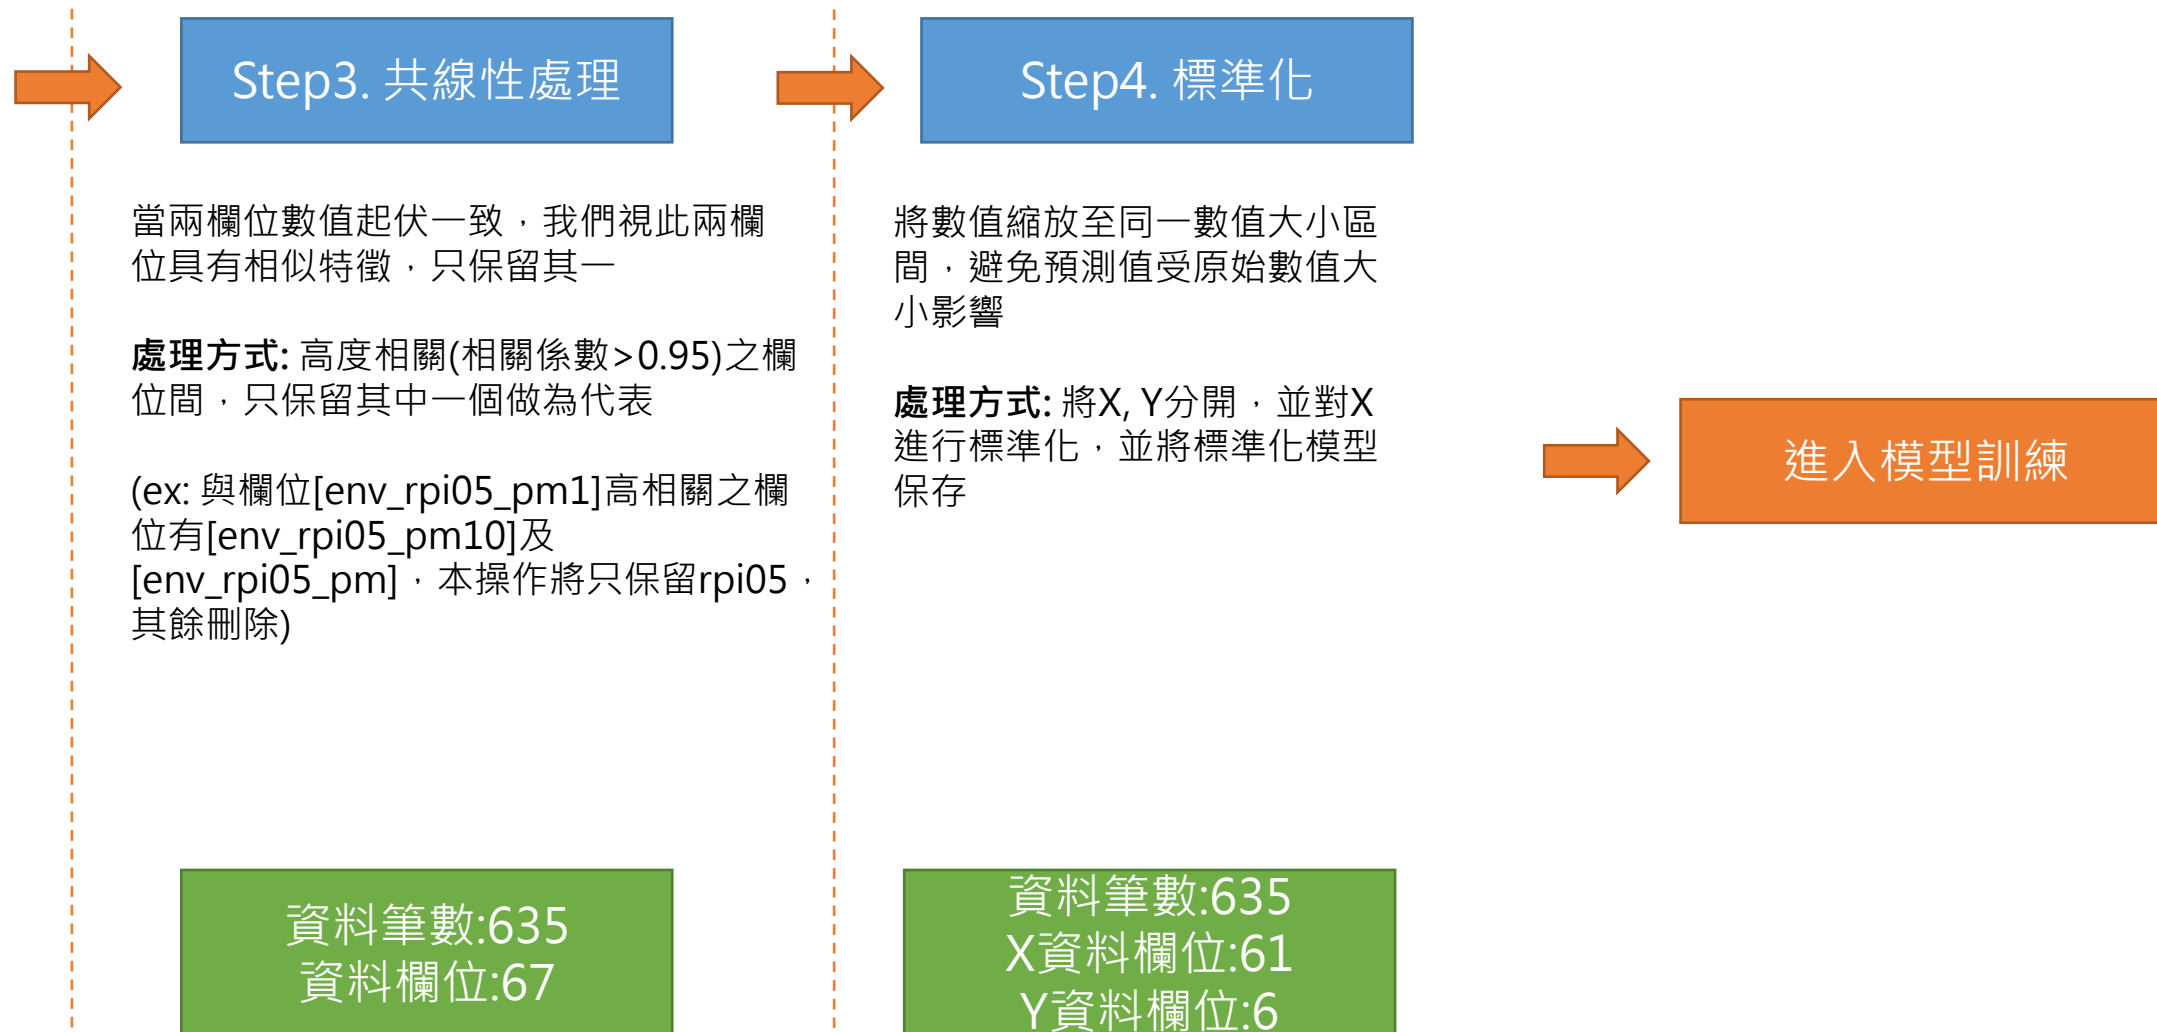 Step3. 共線性處理
當兩欄位數值起伏一致，我們視此兩欄
位具有相似特徵，只保留其一
處理方式: 高度相關(相關係數>0.95)之欄
位間，只保留其中一個做為代表
(ex: 與欄位[env_rpi05_pm1]高相關之欄
位有[env_rpi05_pm10]及
[env_rpi05_pm]，本操作將只保留rpi05，
其餘刪除)
資料筆數:635
資料欄位:67
Step4. 標準化
將數值縮放至同一數值大小區
間，避免預測值受原始數值大
小影響
處理方式: 將X, Y分開，並對X
進行標準化，並將標準化模型
保存
資料筆數:635
X資料欄位:61
Y資料欄位:6
進入模型訓練